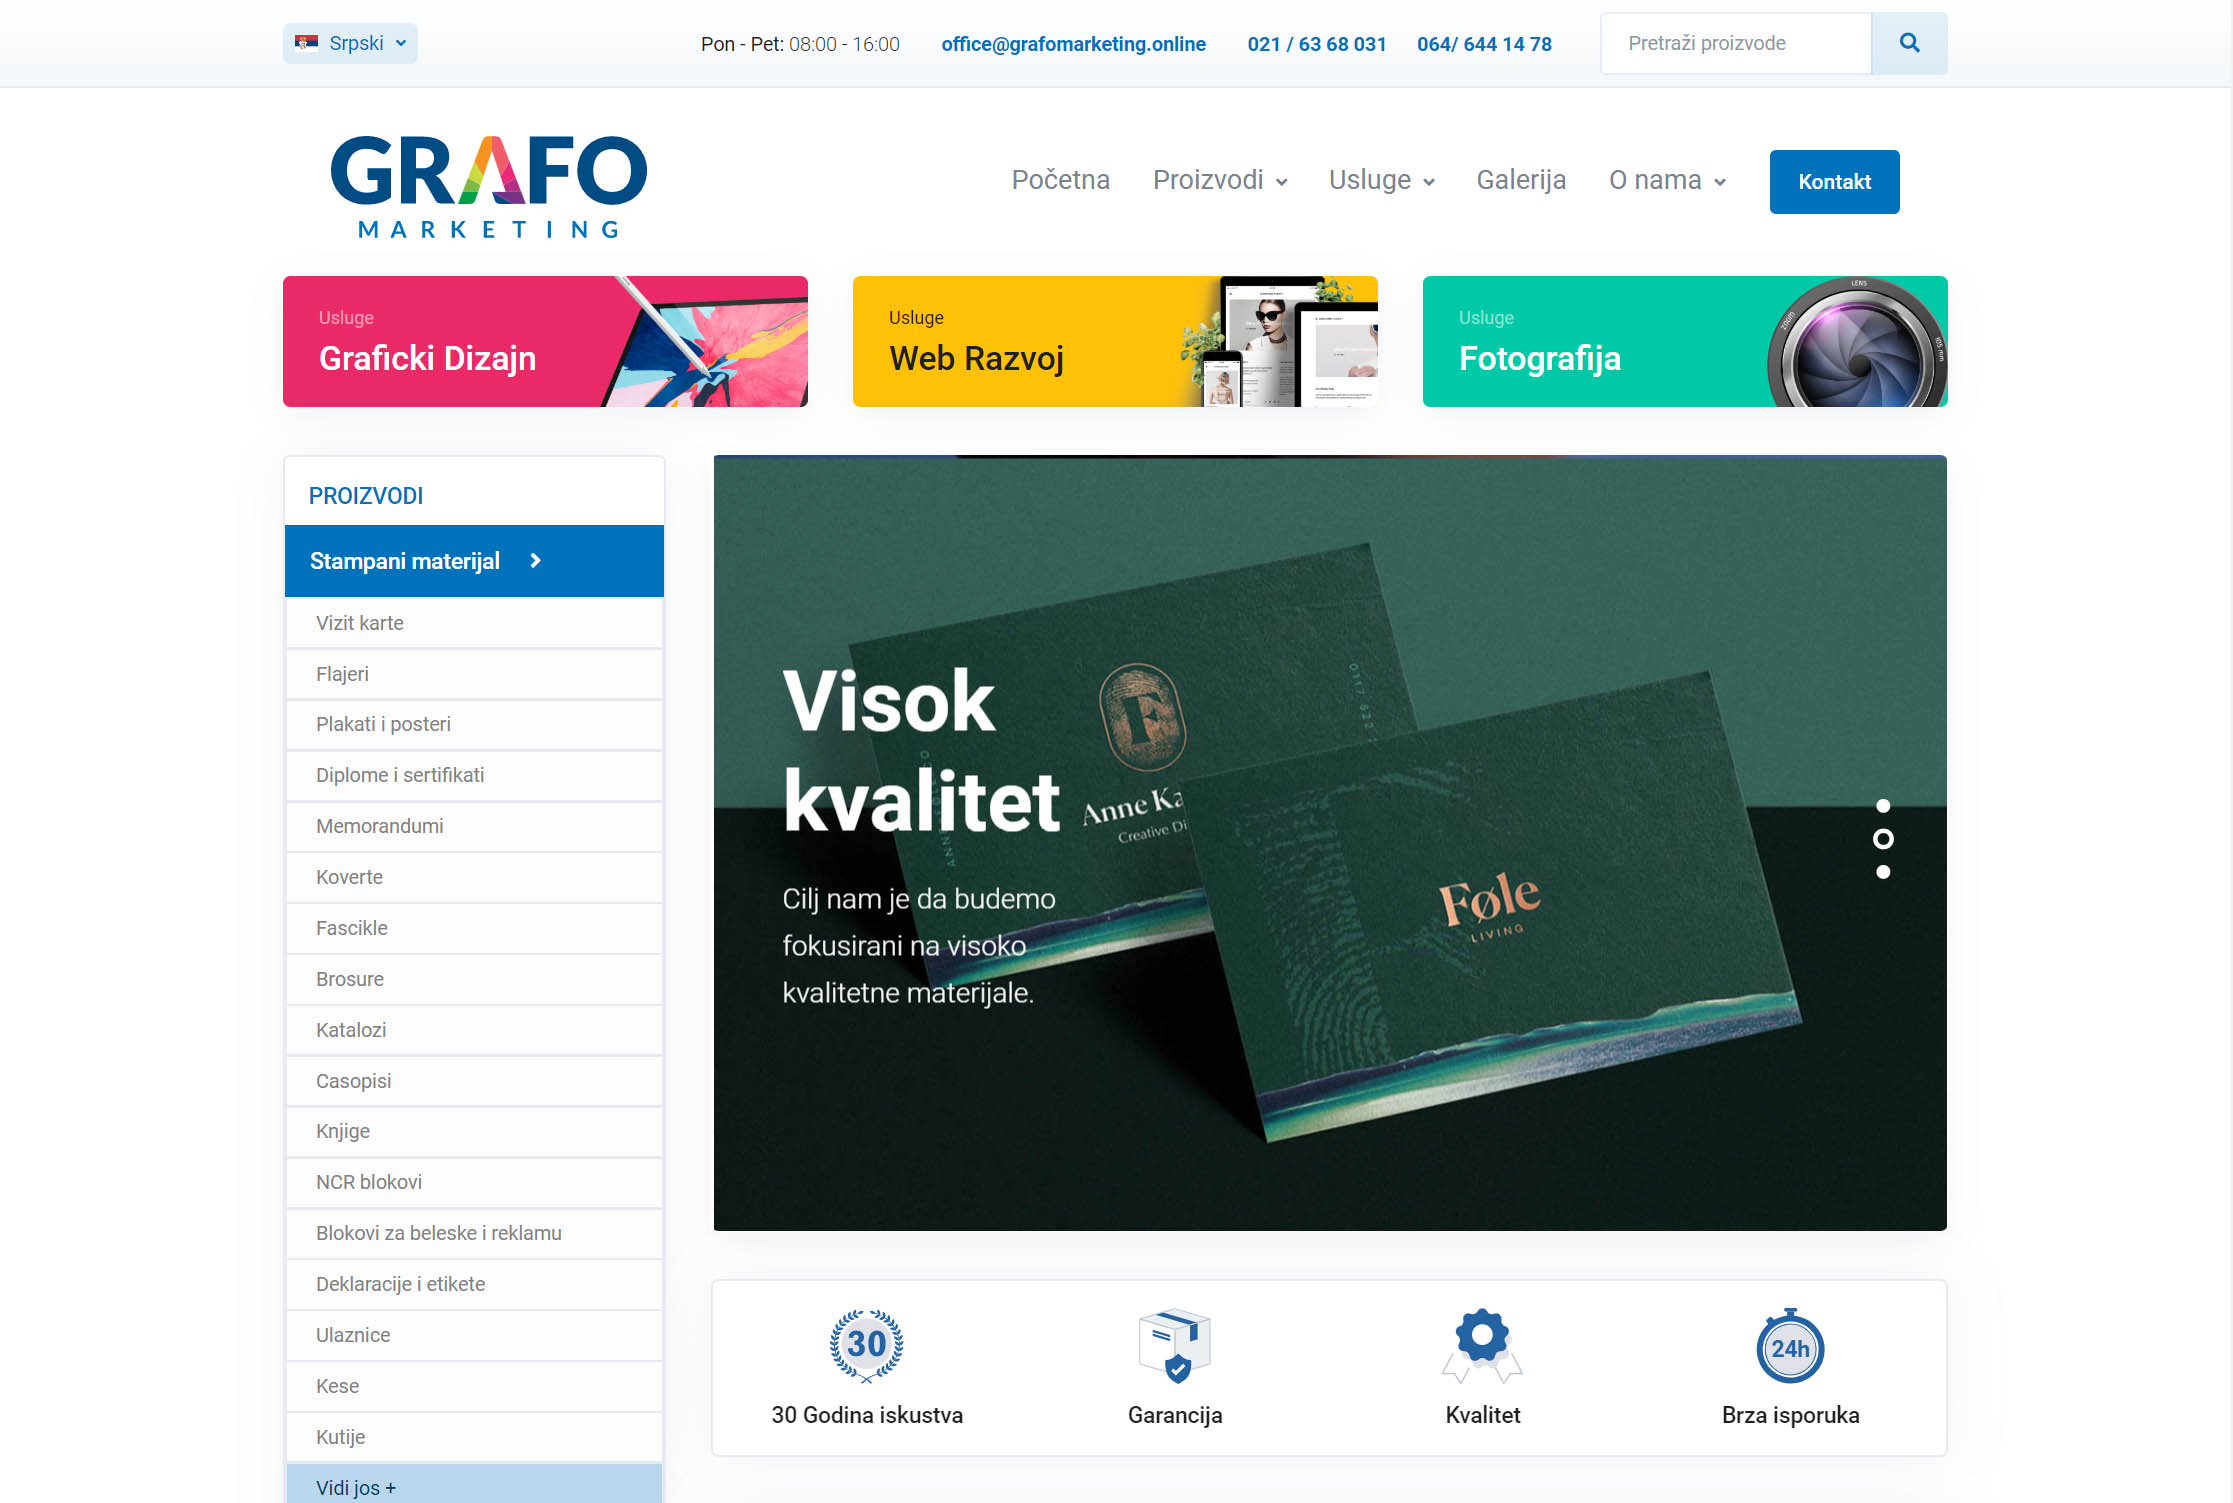 Srpski
Pon - Pet: 08:00 - 16:00
office@grafomarketing.online
021 / 63 68 031
064/ 644 14 78
Pretraži proizvode
GRAFO
MARKETING
Početna
Proizvodi
Usluge
Galerija
O nama
Kontakt
Usluge
Graficki Dizajn
Usluge
Web Razvoj
Usluge
Fotografija
LENS
zoom
105 mm
PROIZVODI
Stampani materijal
Vizit karte
Flajeri
Plakati i posteri
Diplome i sertifikati
Memorandumi
Koverte
Fascikle
Brosure
Katalozi
Casopisi
Knjige
NCR blokovi
Blokovi za beleske i reklamu
Deklaracije i etikete
Ulaznice
Kese
Kutije
Vidi jos +
Visok
kvalitet
Cilj nam je da budemo
fokusirani na visoko
kvalitetne materijale.
F
Anne Ka
Creative Di
Føle
LIVING
30
30 Godina iskustva
Garancija
Kvalitet
24h
Brza isporuka